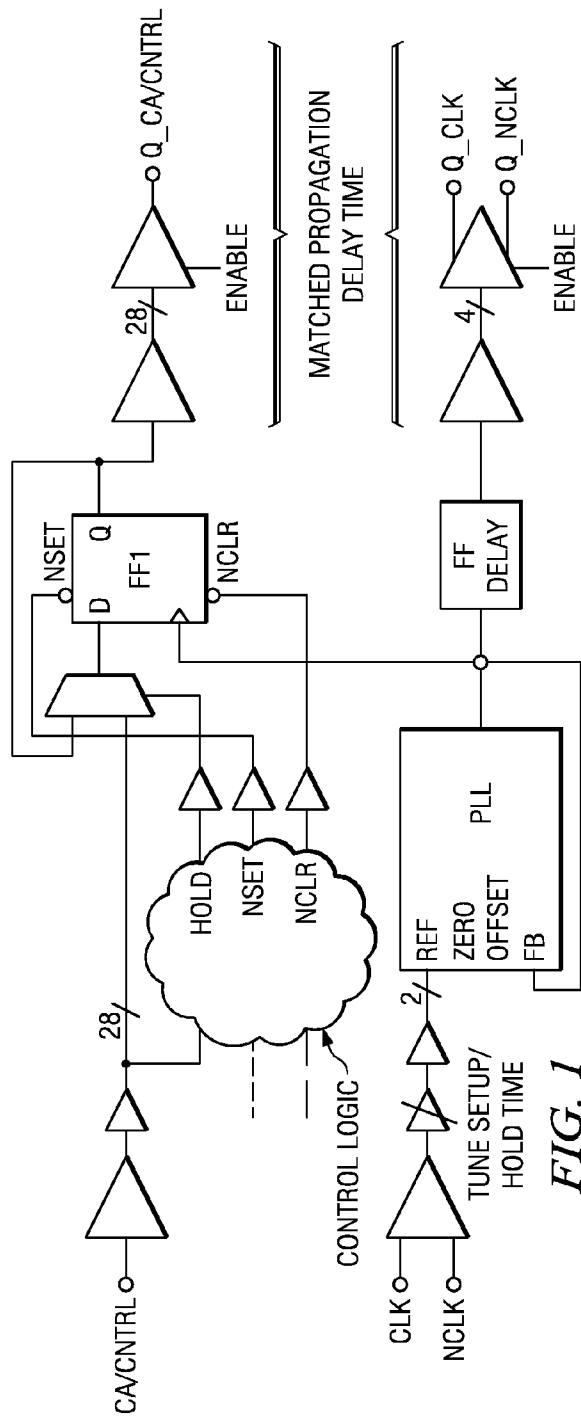 CA/CNTRL
28
CONTROL LOGIC
HOLD
NSET
NCLR
NSET
D
Q
FF1
NCLR
28
ENABLE
Q_CA/CNTRL
MATCHED PROPAGATION
DELAY TIME
CLK
NCLK
TUNE SETUP/
HOLD TIME
2
REF
ZERO
OFFSET
FB
PLL
FF
DELAY
4
ENABLE
Q_CLK
Q_NCLK
FIG. 1